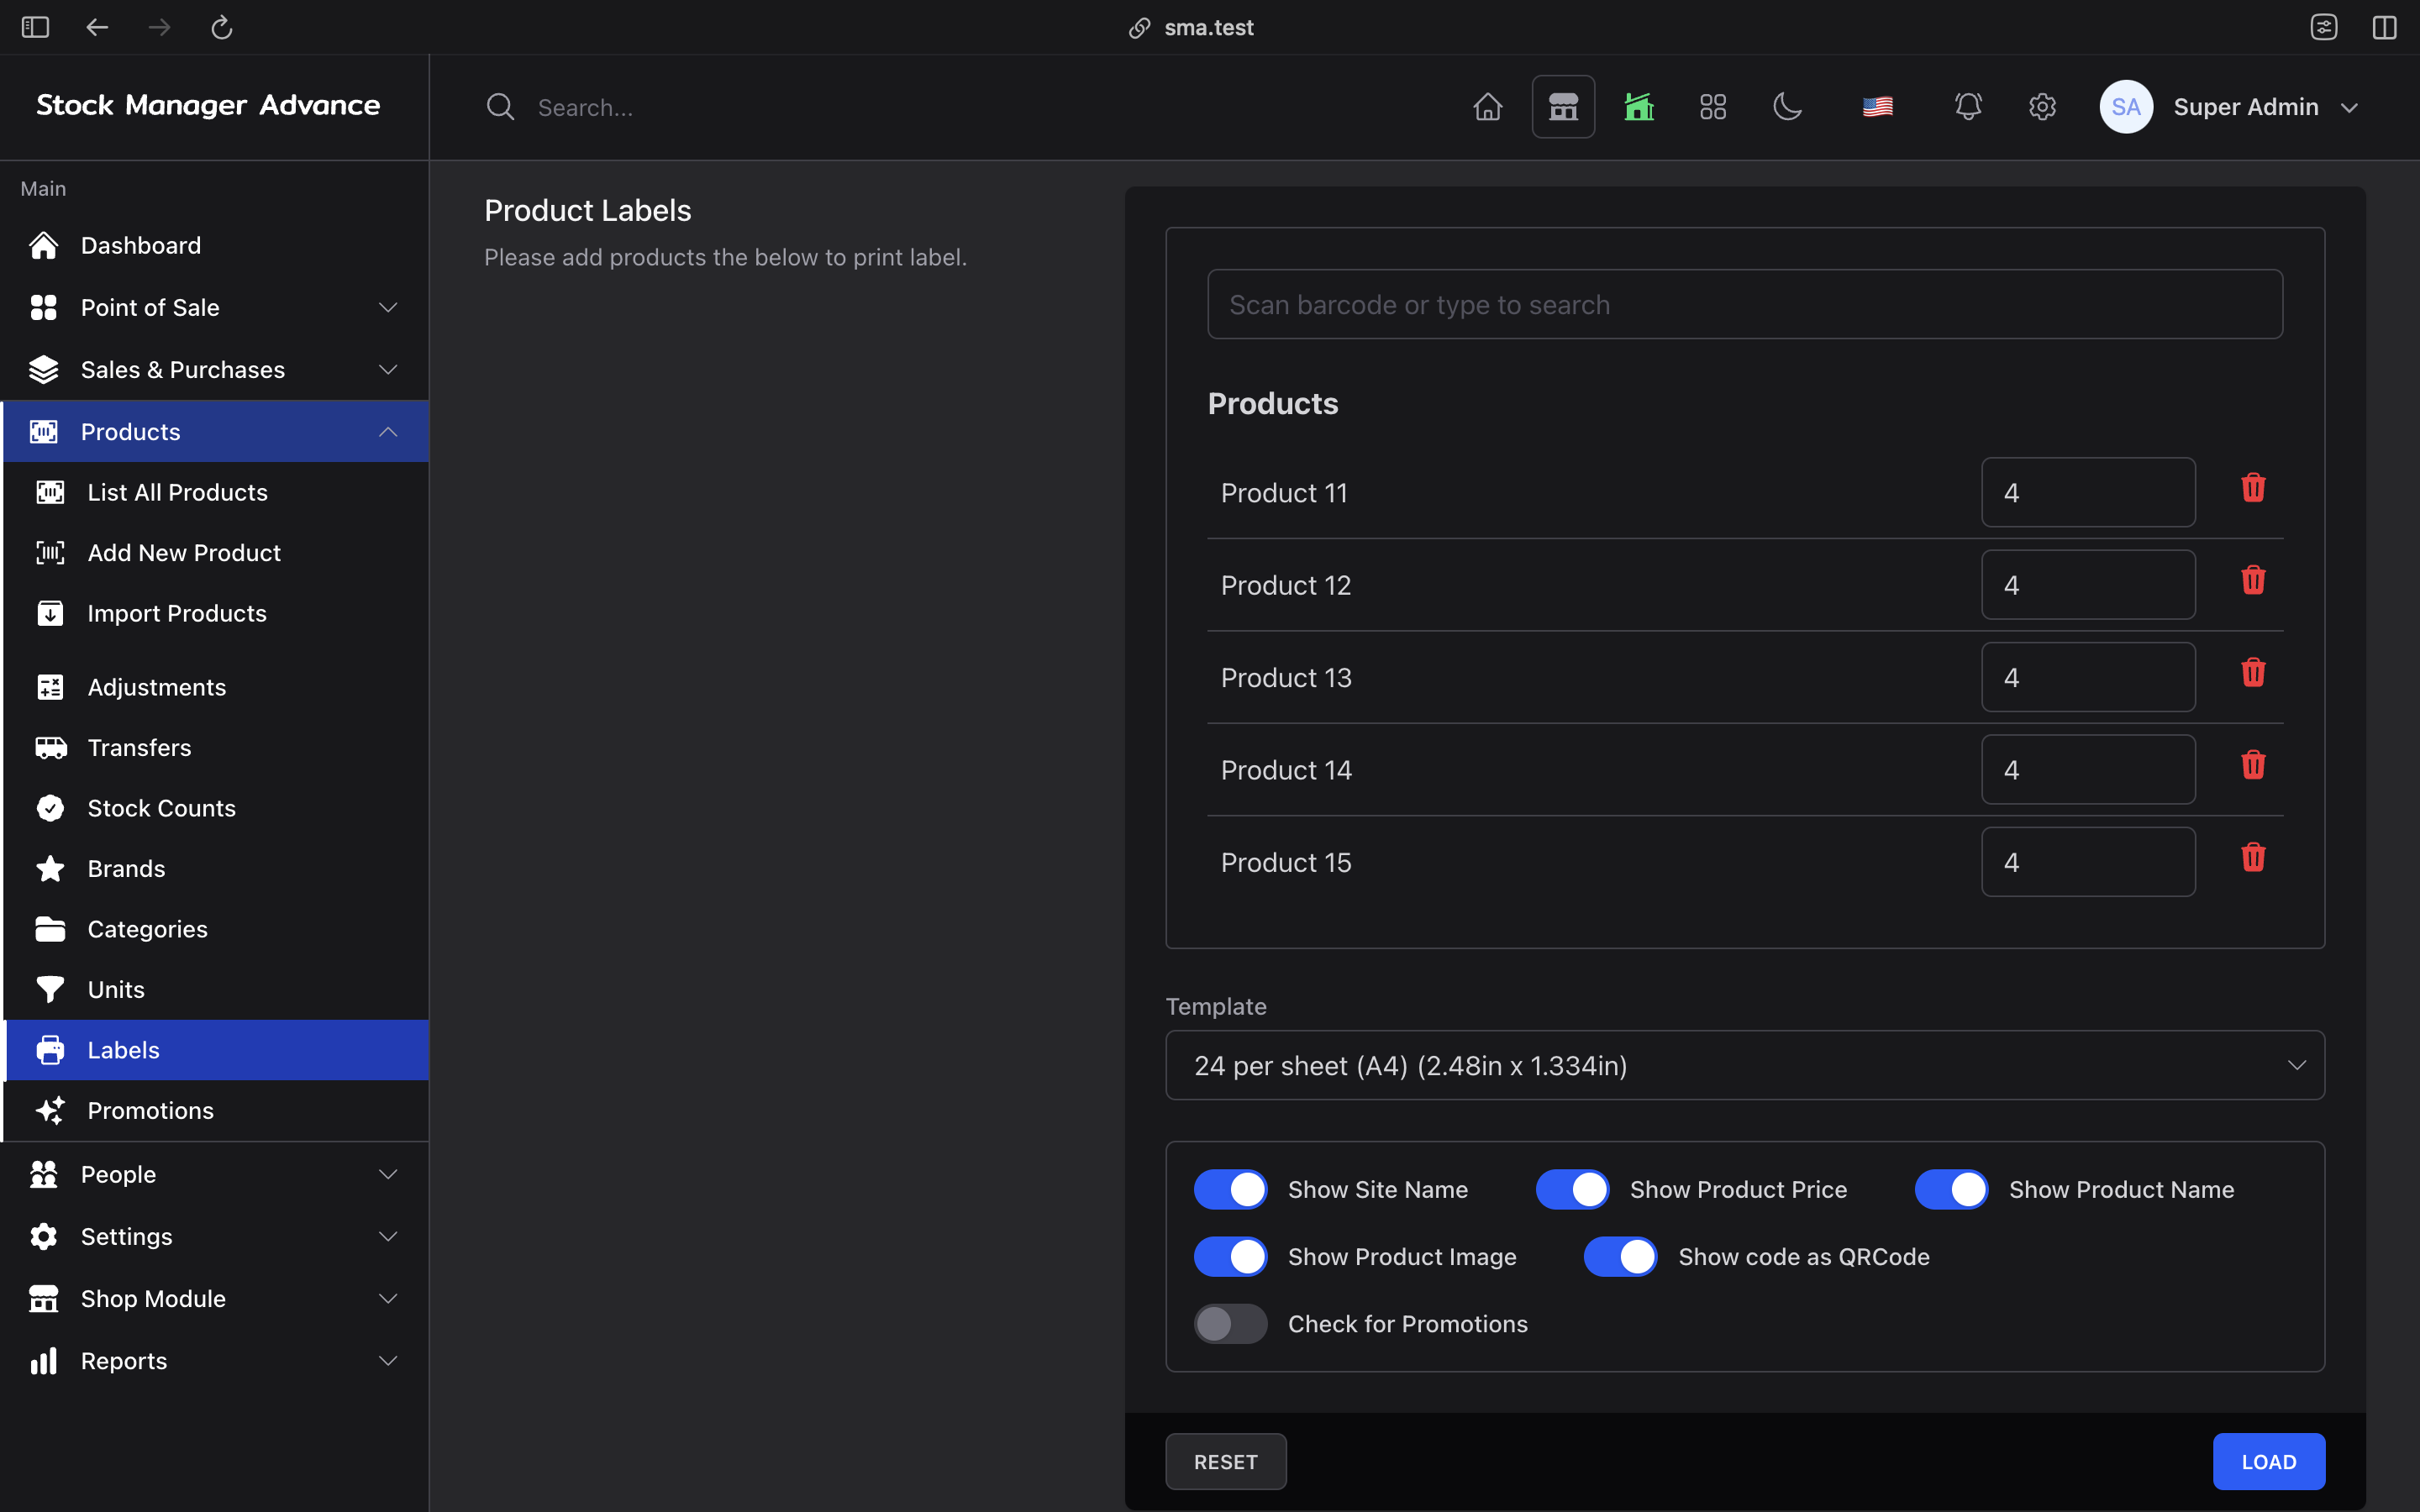 sma.test
Stock Manager Advance
Search...
SA
Super Admin
Main
Dashboard
Point of Sale
Sales & Purchases
Products
List All Products
Add New Product
Import Products
Adjustments
Transfers
Stock Counts
Brands
Categories
Units
Labels
Promotions
People
Settings
Shop Module
Reports
Product Labels
Please add products the below to print label.
Scan barcode or type to search
Products
Product 11
4
Product 12
4
Product 13
4
Product 14
4
Product 15
4
Template
24 per sheet (A4) (2.48in x 1.334in)
Show Site Name
Show Product Price
Show Product Name
Show Product Image
Show code as QRCode
Check for Promotions
RESET
LOAD